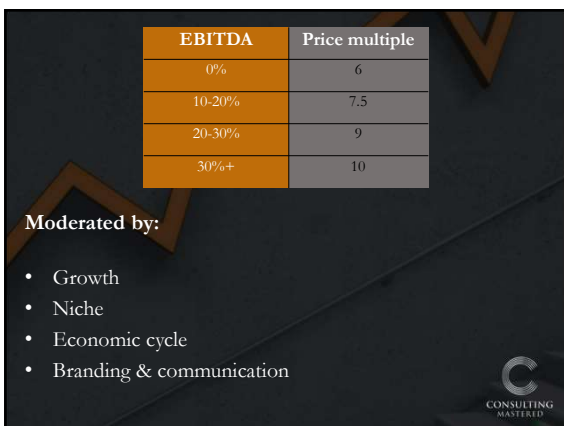 EBITDA Price multiple
0% 6
10-20% 7.5
20-30% 9
30%+ 10
Moderated by:
• Growth
• Niche
• Economic cycle
• Branding & communication
CONSULTING
MASTERED